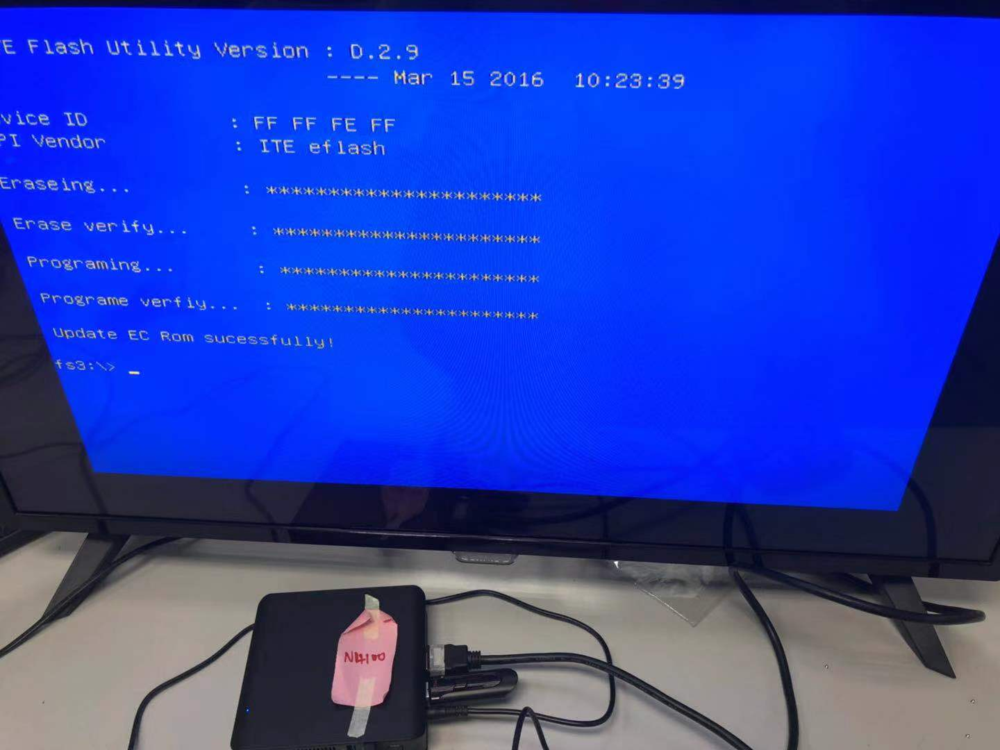 E Flash Utility Version : D.2.9
---- Mar 15 2016 10:23:39
vice ID : FF FF FE FF
PI Vendor : ITE eflash
Eraseing... : **********************
Erase verify... : **********************
Programing... : **********************
Programe verfiy... : **********************
Update EC Rom sucessfully!
fs3:\> _
N4100